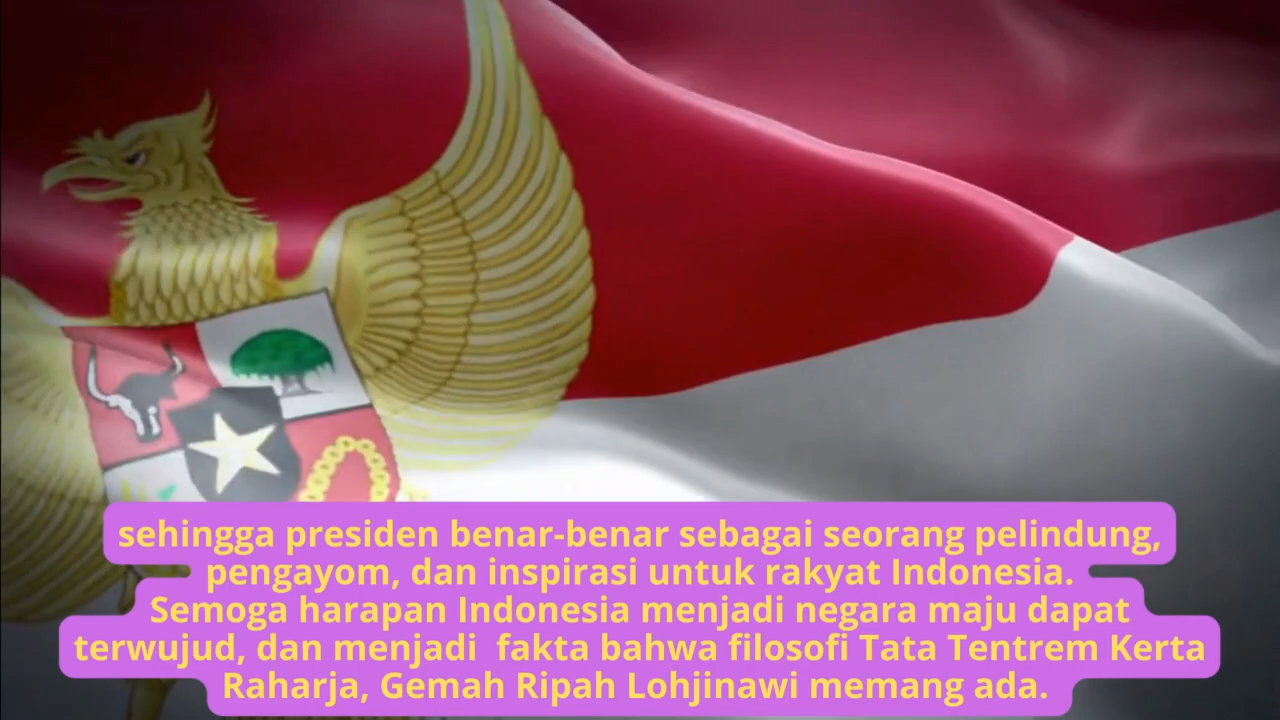 sehingga presiden benar-benar sebagai seorang pelindung,
pengayom, dan inspirasi untuk rakyat Indonesia.
Semoga harapan Indonesia menjadi negara maju dapat
terwujud, dan menjadi  fakta bahwa filosofi Tata Tentrem Kerta
Raharja, Gemah Ripah Lohjinawi memang ada.